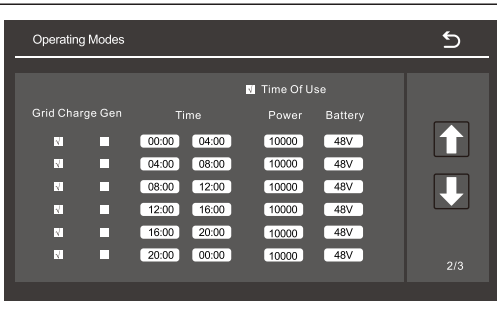 Operating Modes
√ Time Of Use
Grid Charge Gen Time Power Battery
√ 00:00 04:00 10000 48V
√ 04:00 08:00 10000 48V
√ 08:00 12:00 10000 48V
√ 12:00 16:00 10000 48V
√ 16:00 20:00 10000 48V
√ 20:00 00:00 10000 48V
2/3